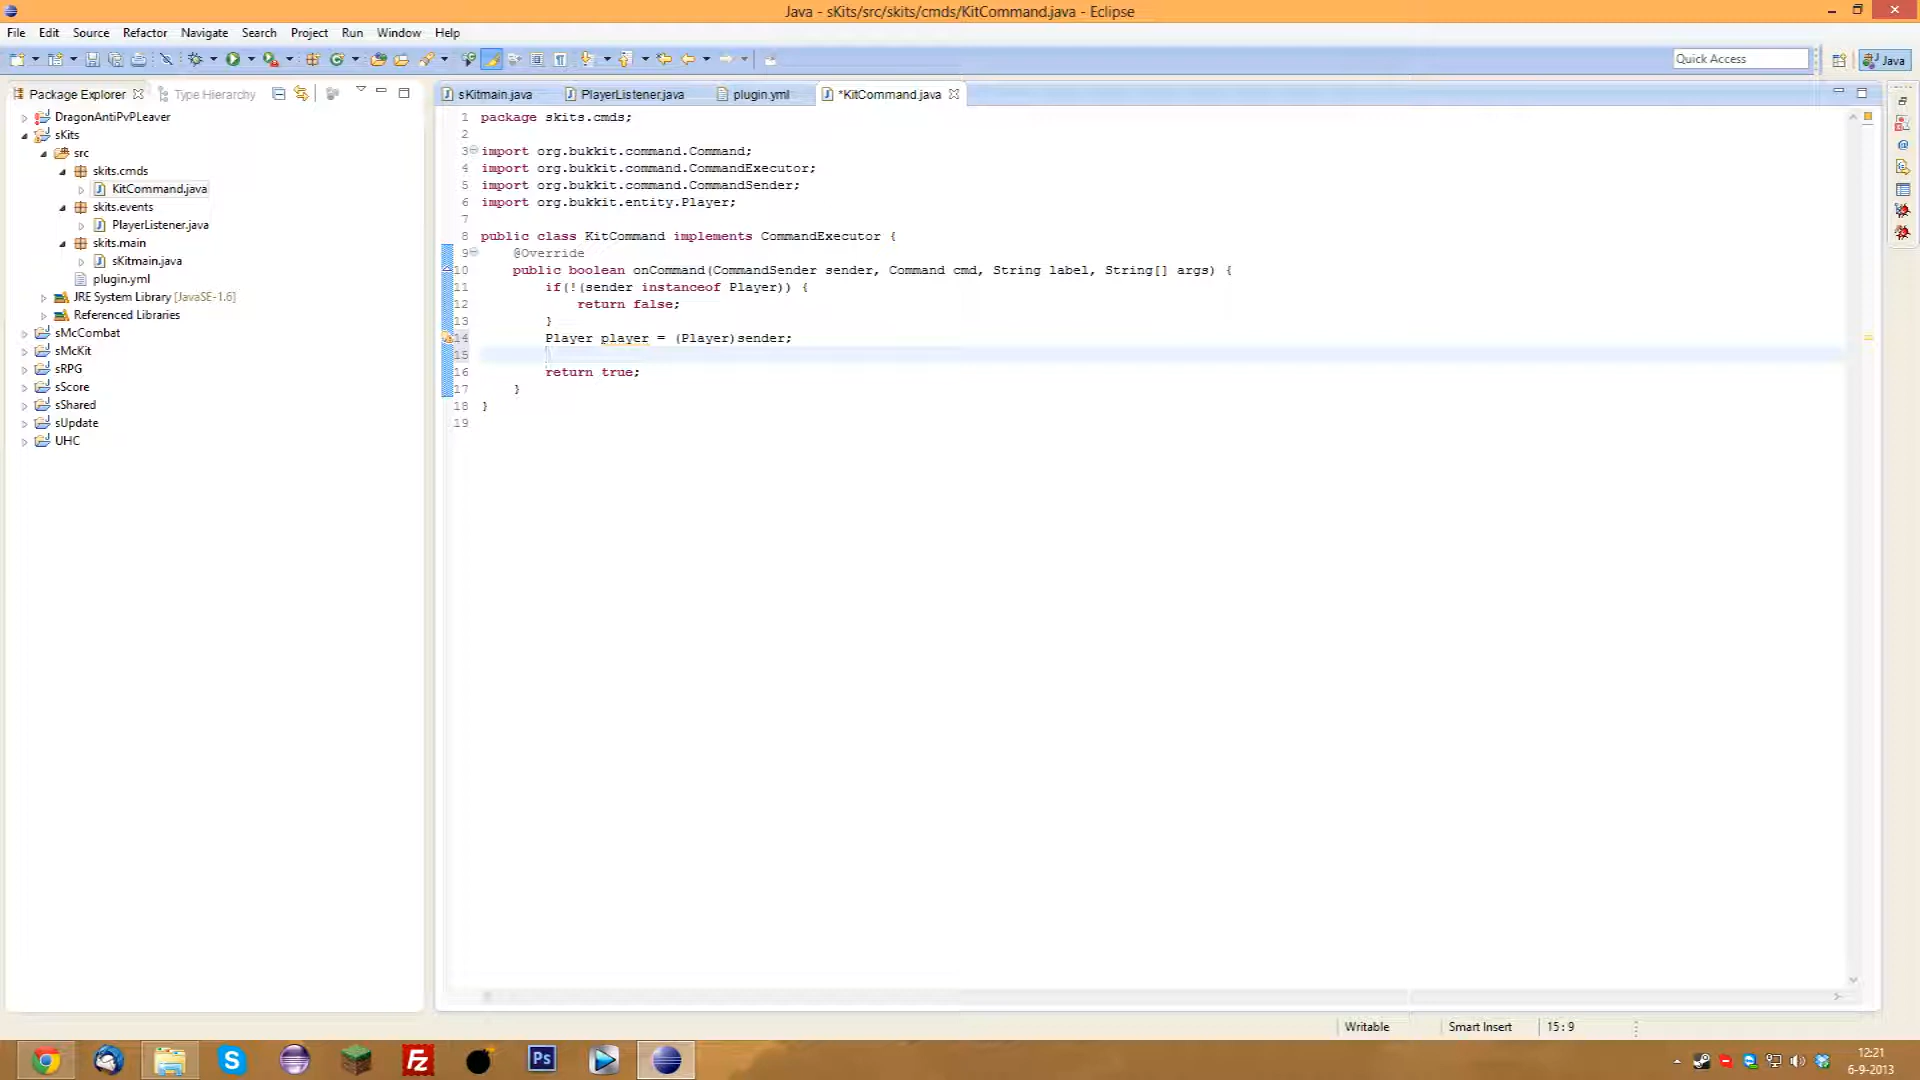 Java - sKits/src/skits/cmds/KitCommand.java - Eclipse
File Edit Source Refactor Navigate Search Project Run Window Help
Quick Access
Java
Package Explorer
Type Hierarchy
sKitmain.java
PlayerListener.java
plugin.yml
*KitCommand.java
DragonAntiPvPLeaver
sKits
src
skits.cmds
KitCommand.java
skits.events
PlayerListener.java
skits.main
sKitmain.java
plugin.yml
JRE System Library [JavaSE-1.6]
Referenced Libraries
sMcCombat
sMcKit
sRPG
sScore
sShared
sUpdate
UHC
1 package skits.cmds;
2
3 import org.bukkit.command.Command;
4 import org.bukkit.command.CommandExecutor;
5 import org.bukkit.command.CommandSender;
6 import org.bukkit.entity.Player;
7
8 public class KitCommand implements CommandExecutor {
9 @Override
10 public boolean onCommand(CommandSender sender, Command cmd, String label, String[] args) {
11 if(!(sender instanceof Player)) {
12 return false;
13 }
14 Player player = (Player)sender;
15
16 return true;
17 }
18 }
19
Writable Smart Insert 15 : 9
Fz
S
Ps
12:21
6-9-2013